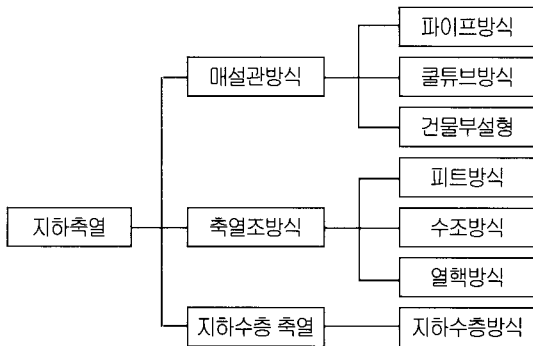 파이프방식
매설관방식
쿨튜브방식
건물부설형
피트방식
지하축열
축열조방식
수조방식
열핵방식
지하수층 축열
지하수층방식